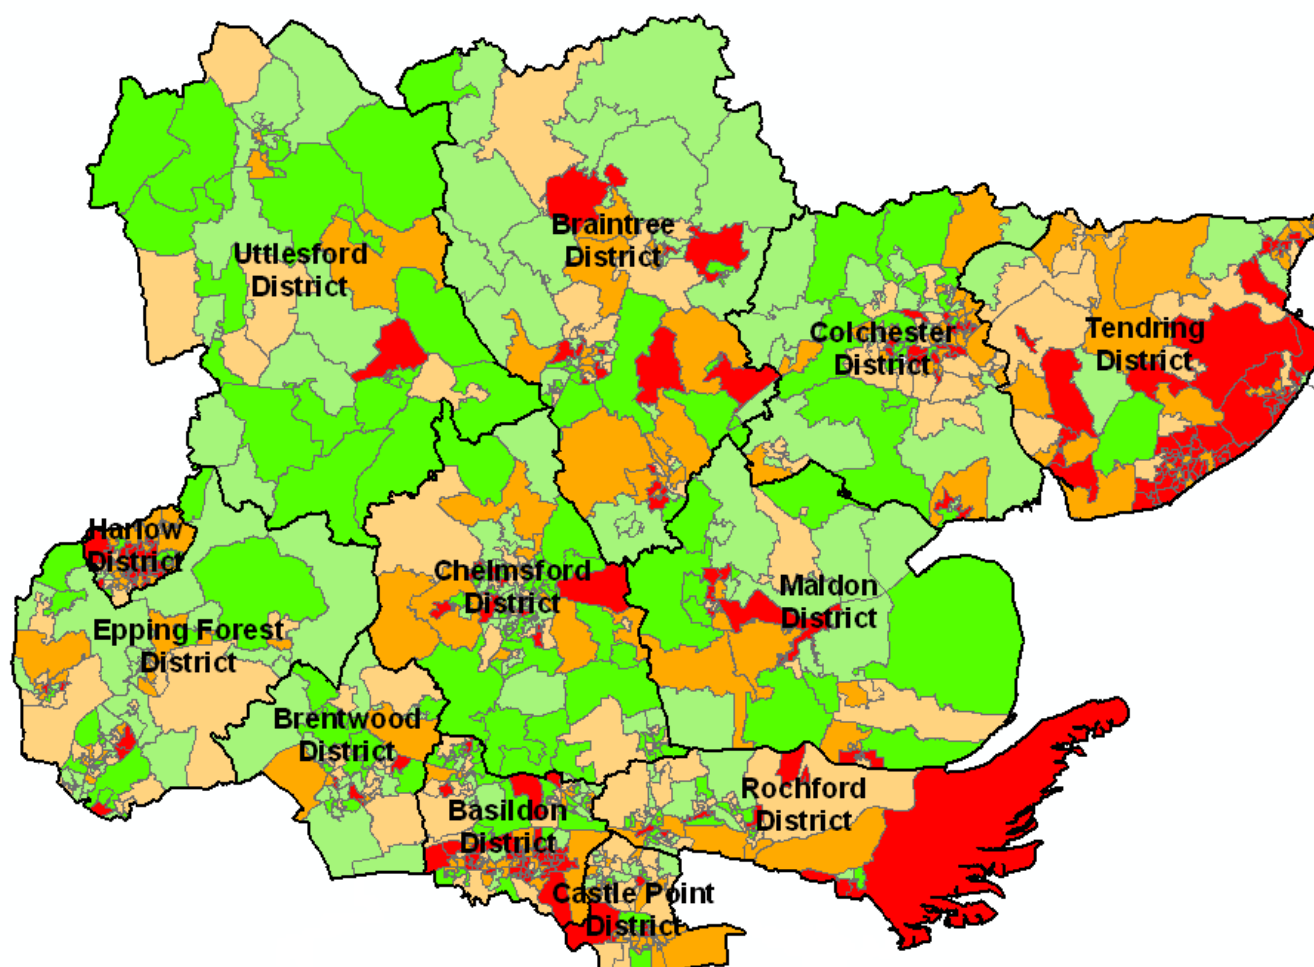 Uttlesford
District
Braintree
District
Colchester
District
Tendring
District
Harlow
District
Chelmsford
District
Maldon
District
Epping Forest
District
Brentwood
District
Rochford
District
Basildon
District
Castle Point
District